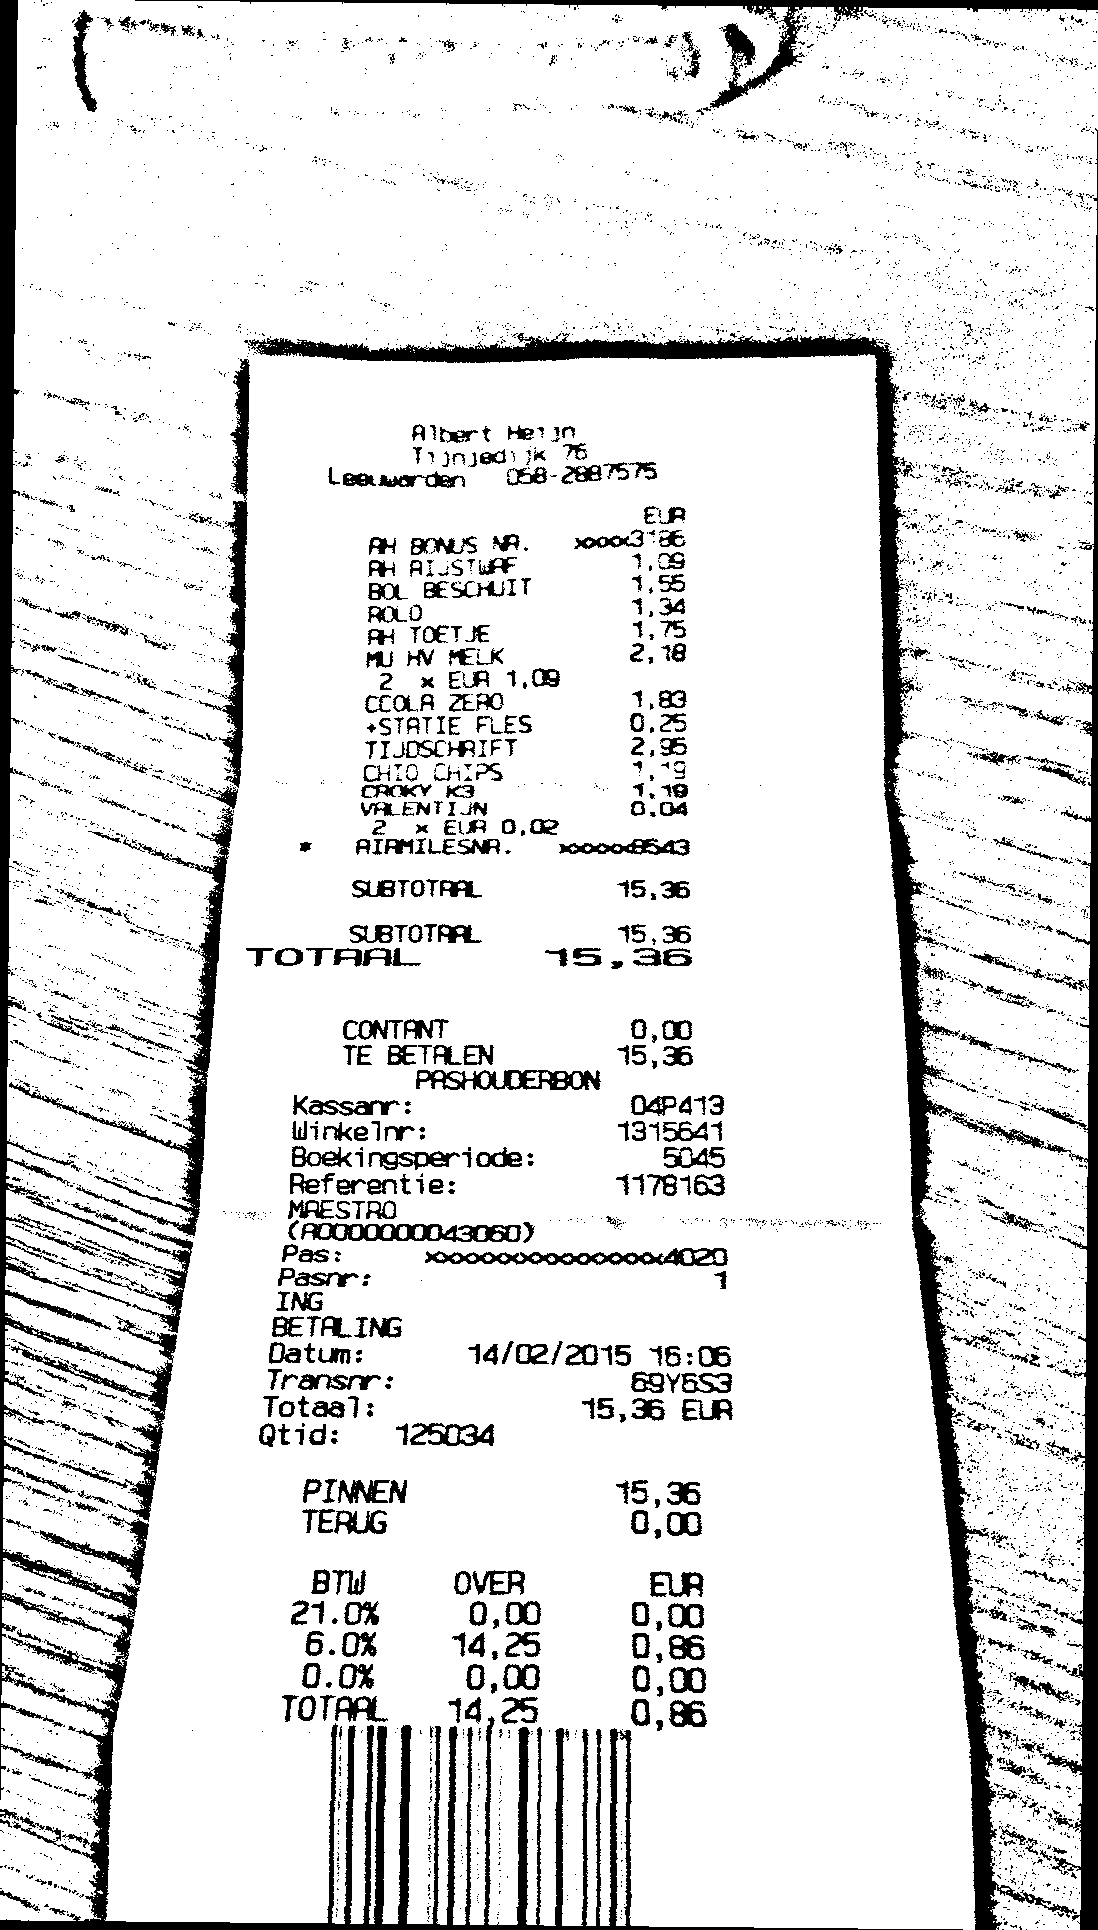 Albert Heijn
Tijnjedijk 76
Leeuwarden 058-2887575
EUR
AH BONUS NR. xxxxx3186
AH RIJSTWAF 1,09
BOL BESCHUIT 1,55
ROLO 1,34
AH TOETJE 1,75
MU HV MELK 2,18
2 x EUR 1,09
CCOLA ZERO 1,83
+STATIE FLES 0,25
TIJDSCHRIFT 2,95
CHIO CHIPS 1,19
CROKY K3 1,19
VALENTIJN 0,04
2 x EUR 0,02
* AIRMILESNR. xxxxxx8543
SUBTOTAAL 15,36
SUBTOTAAL 15,36
TOTAAL 15,36
CONTANT 0,00
TE BETALEN 15,36
PASHOUDERBON
Kassanr: 04P413
Winkelnr: 1315641
Boekingsperiode: 5045
Referentie: 1178163
MAESTRO
(A0000000043060)
Pas: xxxxxxxxxxxxxxx4020
Pasnr: 1
ING
BETALING
Datum: 14/02/2015 16:06
Transnr: 69Y6S3
Totaal: 15,36 EUR
Qtid: 125034
PINNEN 15,36
TERUG 0,00
BTW OVER EUR
21.0% 0,00 0,00
6.0% 14,25 0,86
0.0% 0,00 0,00
TOTAAL 14,25 0,86